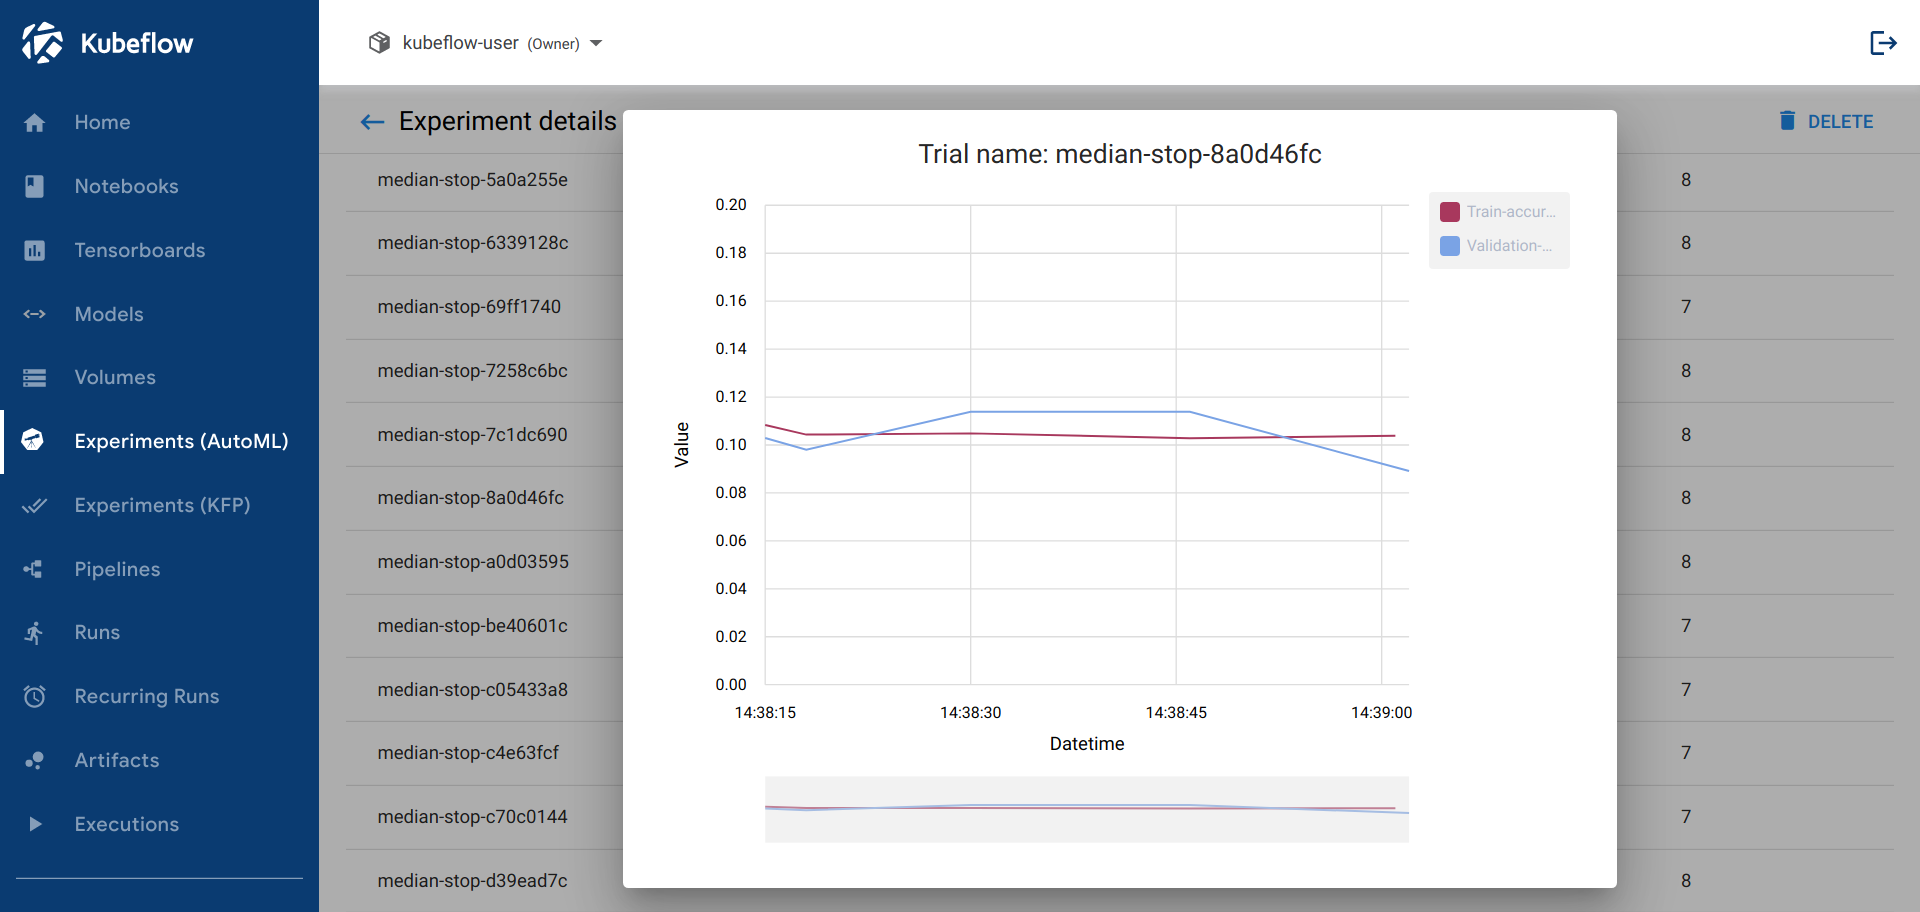 Kubeflow
kubeflow-user (Owner)
Home
Notebooks
Tensorboards
Models
Volumes
Experiments (AutoML)
Experiments (KFP)
Pipelines
Runs
Recurring Runs
Artifacts
Executions
Experiment details
DELETE
median-stop-5a0a255e 8
median-stop-6339128c 8
median-stop-69ff1740 7
median-stop-7258c6bc 8
median-stop-7c1dc690 8
median-stop-8a0d46fc 8
median-stop-a0d03595 8
median-stop-be40601c 7
median-stop-c05433a8 7
median-stop-c4e63fcf 7
median-stop-c70c0144 7
median-stop-d39ead7c 8
Trial name: median-stop-8a0d46fc
0.20
0.18
0.16
0.14
0.12
0.10
0.08
0.06
0.04
0.02
0.00
Value
14:38:15 14:38:30 14:38:45 14:39:00
Datetime
Train-accur...
Validation-...